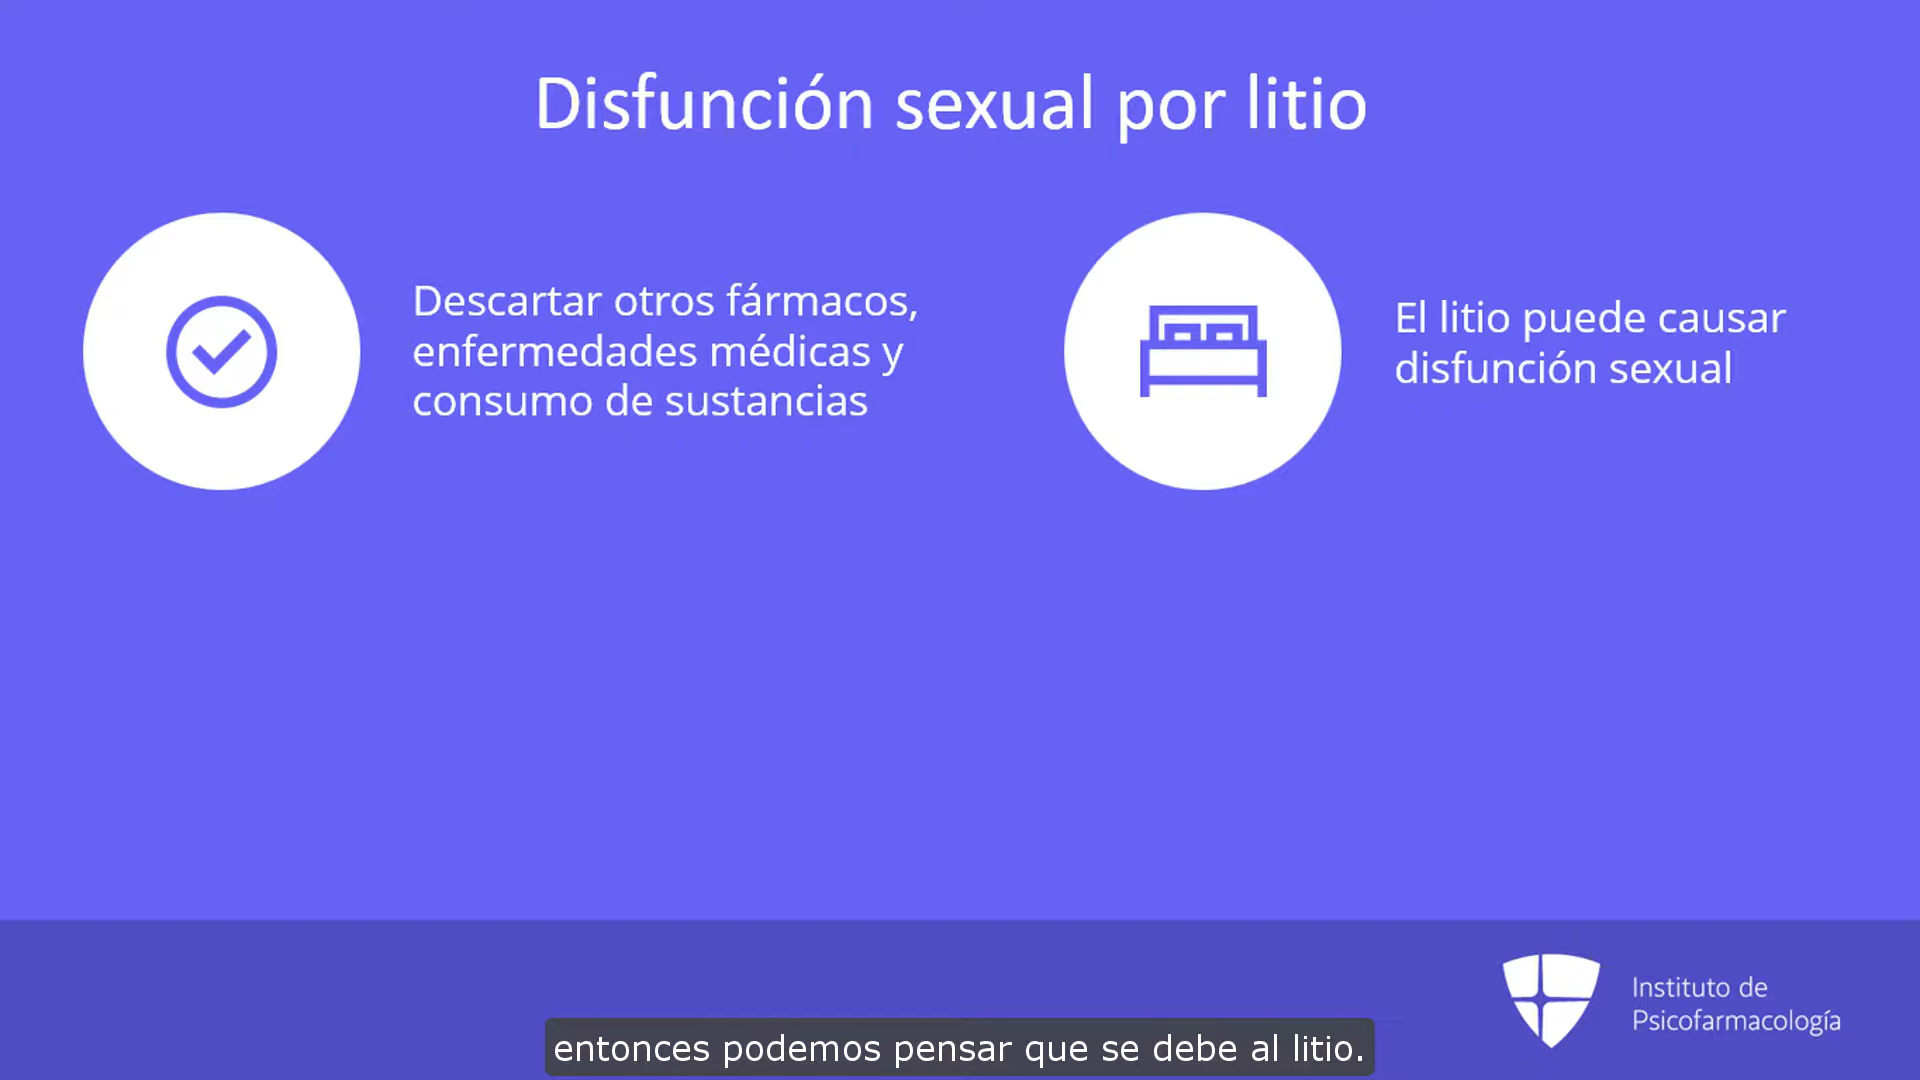 Disfunción sexual por litio
Descartar otros fármacos,
enfermedades médicas y
consumo de sustancias
El litio puede causar
disfunción sexual
Instituto de
Psicofarmacología
entonces podemos pensar que se debe al litio.